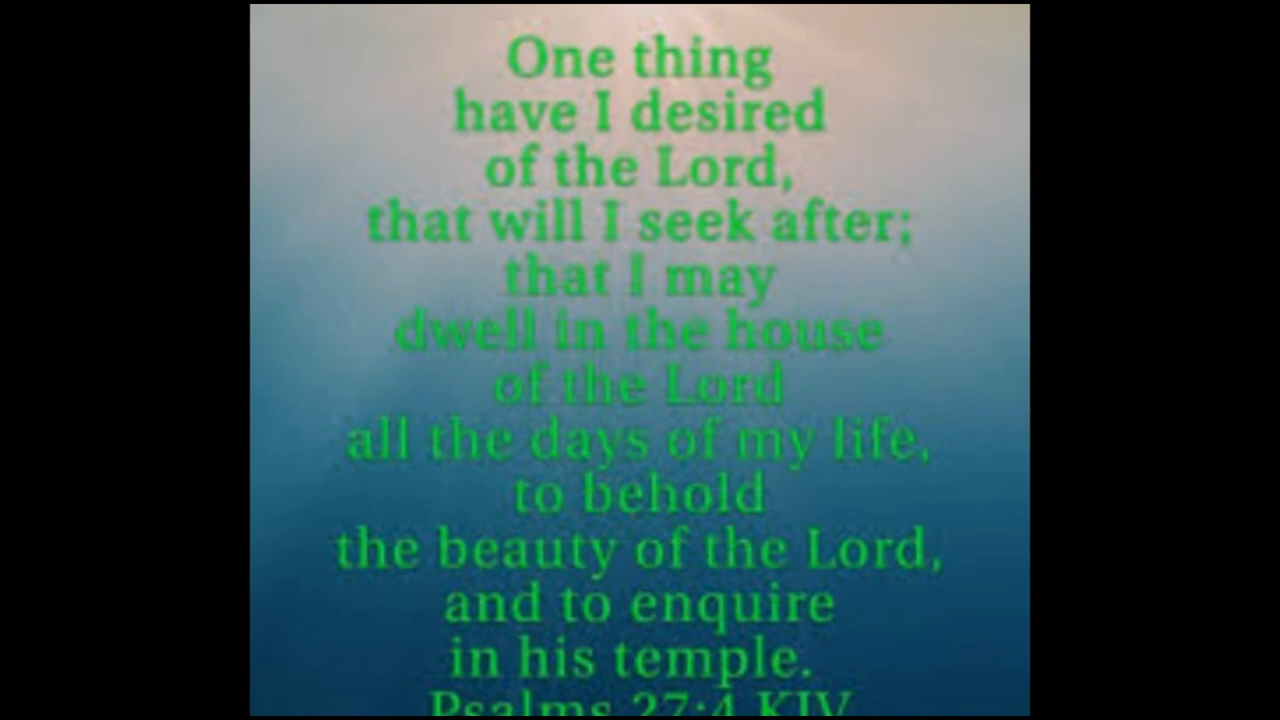 One thing
have I desired
of the Lord,
that will I seek after;
that I may
dwell in the house
of the Lord
all the days of my life,
to behold
the beauty of the Lord,
and to enquire
in his temple.
Psalms 27:4 KJV